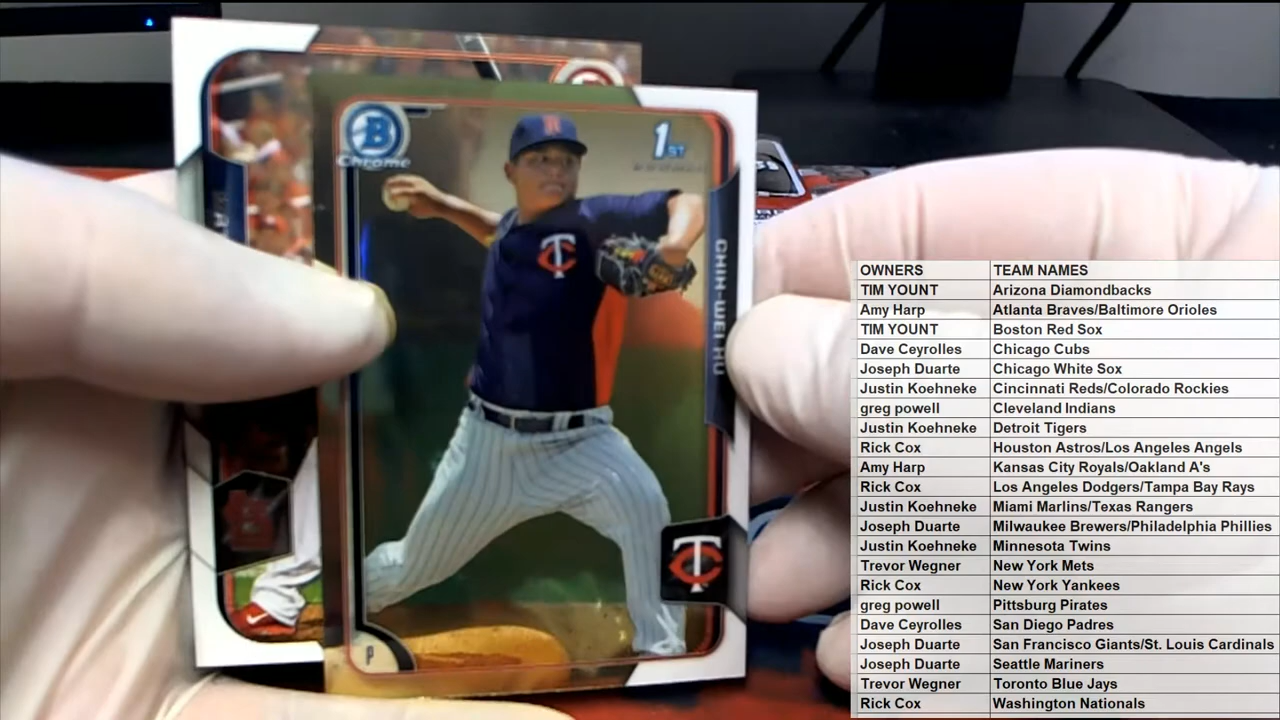 B
Chrome
1ST
CHIH-WEI HU
TC
TC
P
OWNERS TEAM NAMES
TIM YOUNT Arizona Diamondbacks
Amy Harp Atlanta Braves/Baltimore Orioles
TIM YOUNT Boston Red Sox
Dave Ceyrolles Chicago Cubs
Joseph Duarte Chicago White Sox
Justin Koehneke Cincinnati Reds/Colorado Rockies
greg powell Cleveland Indians
Justin Koehneke Detroit Tigers
Rick Cox Houston Astros/Los Angeles Angels
Amy Harp Kansas City Royals/Oakland A's
Rick Cox Los Angeles Dodgers/Tampa Bay Rays
Justin Koehneke Miami Marlins/Texas Rangers
Joseph Duarte Milwaukee Brewers/Philadelphia Phillies
Justin Koehneke Minnesota Twins
Trevor Wegner New York Mets
Rick Cox New York Yankees
greg powell Pittsburg Pirates
Dave Ceyrolles San Diego Padres
Joseph Duarte San Francisco Giants/St. Louis Cardinals
Joseph Duarte Seattle Mariners
Trevor Wegner Toronto Blue Jays
Rick Cox Washington Nationals